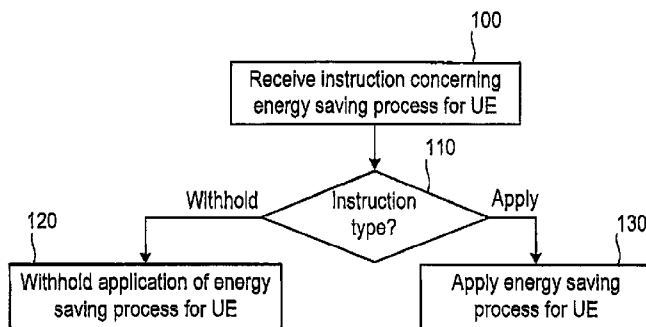 100
Receive instruction concerning
energy saving process for UE
110
Withhold
Instruction
type?
Apply
120
130
Withhold application of energy
saving process for UE
Apply energy saving
process for UE